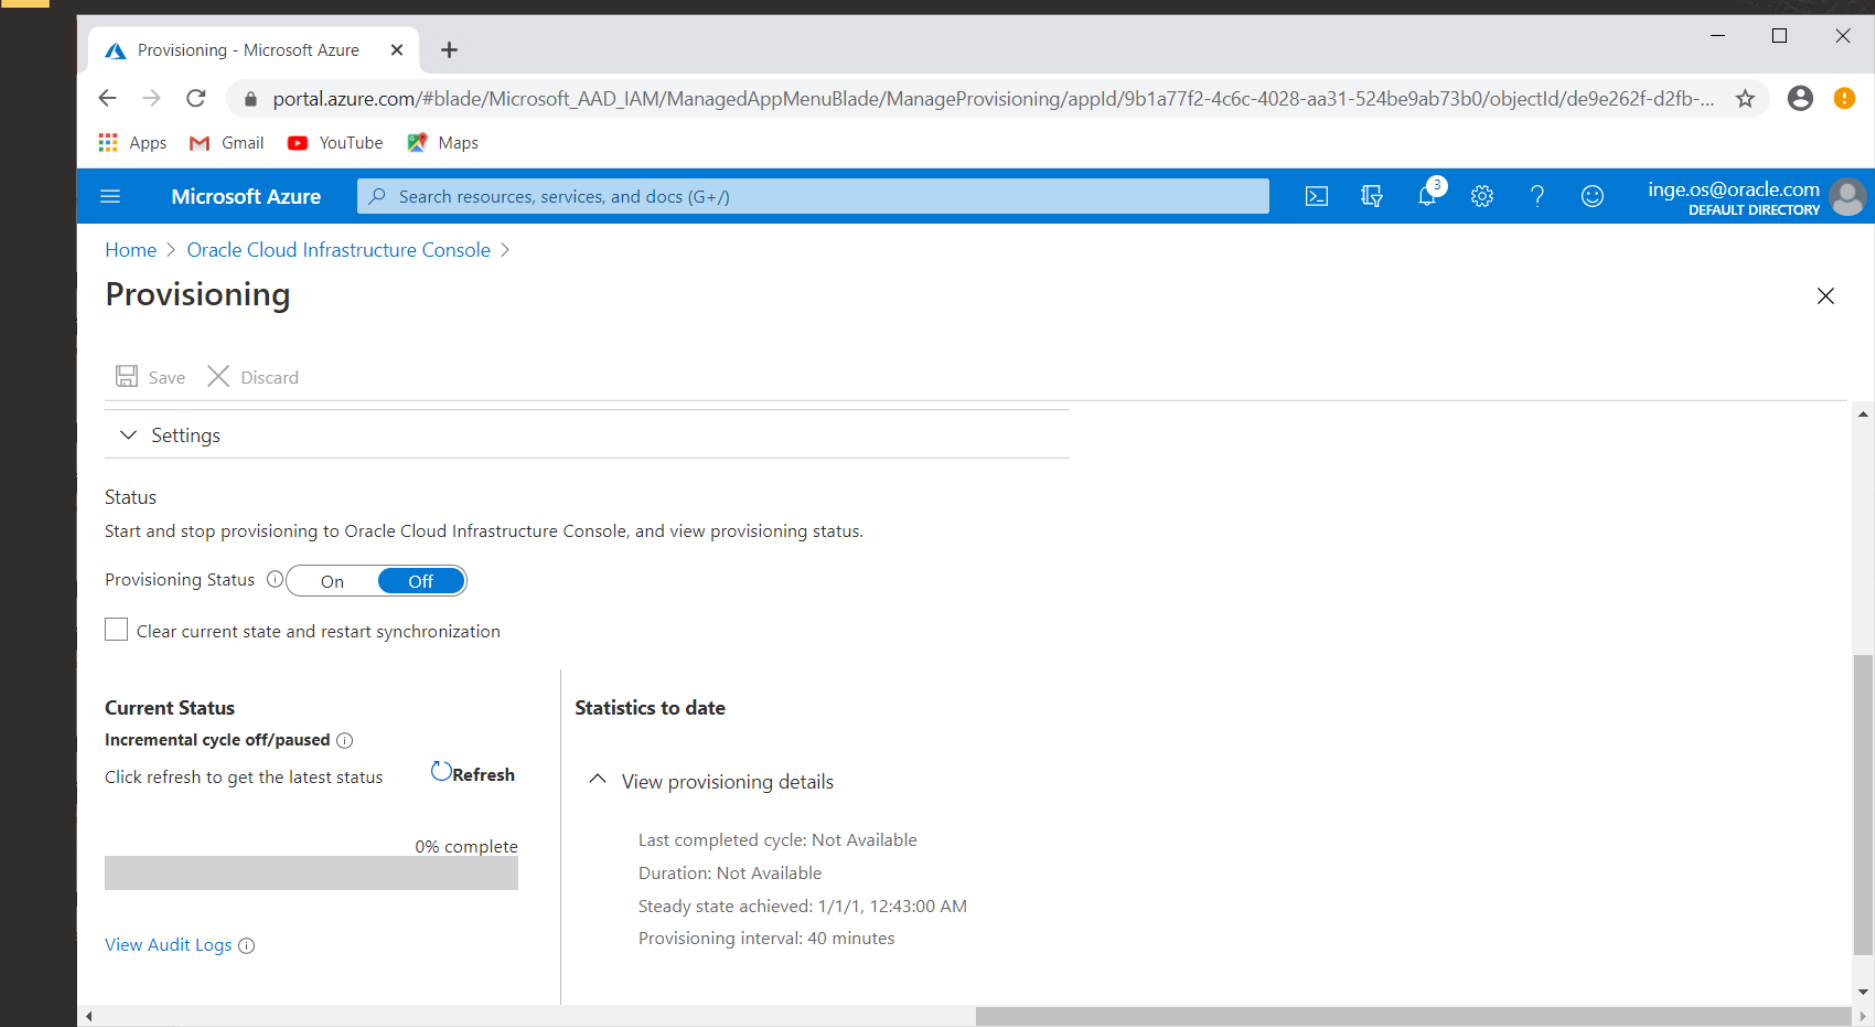 Provisioning - Microsoft Azure
portal.azure.com/#blade/Microsoft_AAD_IAM/ManagedAppMenuBlade/ManageProvisioning/appId/9b1a77f2-4c6c-4028-aa31-524be9ab73b0/objectId/de9e262f-d2fb-...
Apps Gmail YouTube Maps
Microsoft Azure Search resources, services, and docs (G+/) 3 inge.os@oracle.com
DEFAULT DIRECTORY
Home > Oracle Cloud Infrastructure Console >
Provisioning
Save Discard
Settings
Status
Start and stop provisioning to Oracle Cloud Infrastructure Console, and view provisioning status.
Provisioning Status On Off
Clear current state and restart synchronization
Current Status
Incremental cycle off/paused
Click refresh to get the latest status Refresh
0% complete
View Audit Logs
Statistics to date
View provisioning details
Last completed cycle: Not Available
Duration: Not Available
Steady state achieved: 1/1/1, 12:43:00 AM
Provisioning interval: 40 minutes